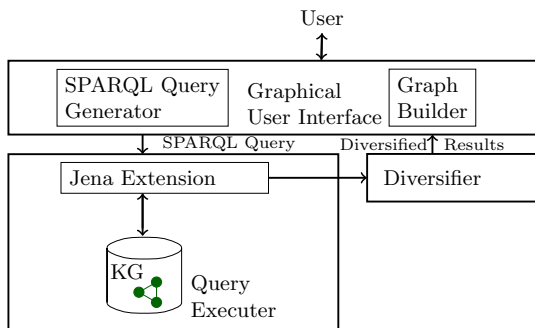 User
SPARQL Query
Generator
Graphical
User Interface
Graph
Builder
SPARQL Query
Diversified Results
Jena Extension
Diversifier
KG
Query
Executer